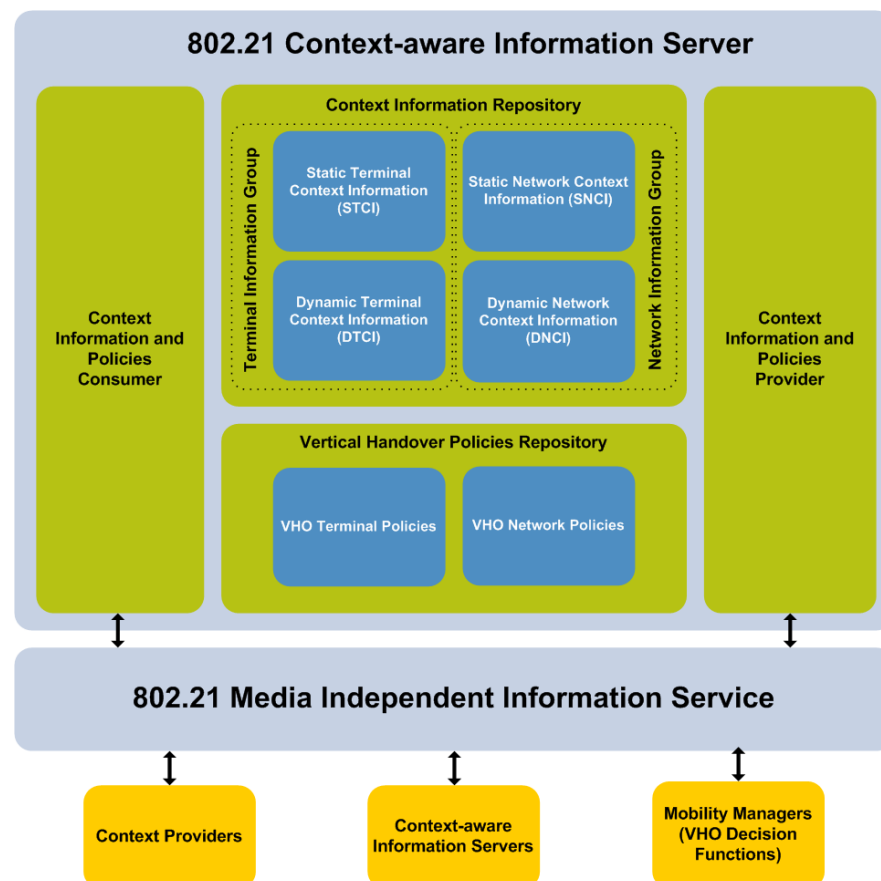 802.21 Context-aware Information Server
Context
Information and
Policies
Consumer
Context Information Repository
Terminal Information Group
Static Terminal
Context Information
(STCI)
Dynamic Terminal
Context Information
(DTCI)
Static Network Context
Information (SNCI)
Dynamic Network
Context Information
(DNCI)
Network Information Group
Vertical Handover Policies Repository
VHO Terminal Policies
VHO Network Policies
Context
Information and
Policies
Provider
802.21 Media Independent Information Service
Context Providers
Context-aware
Information Servers
Mobility Managers
(VHO Decision
Functions)